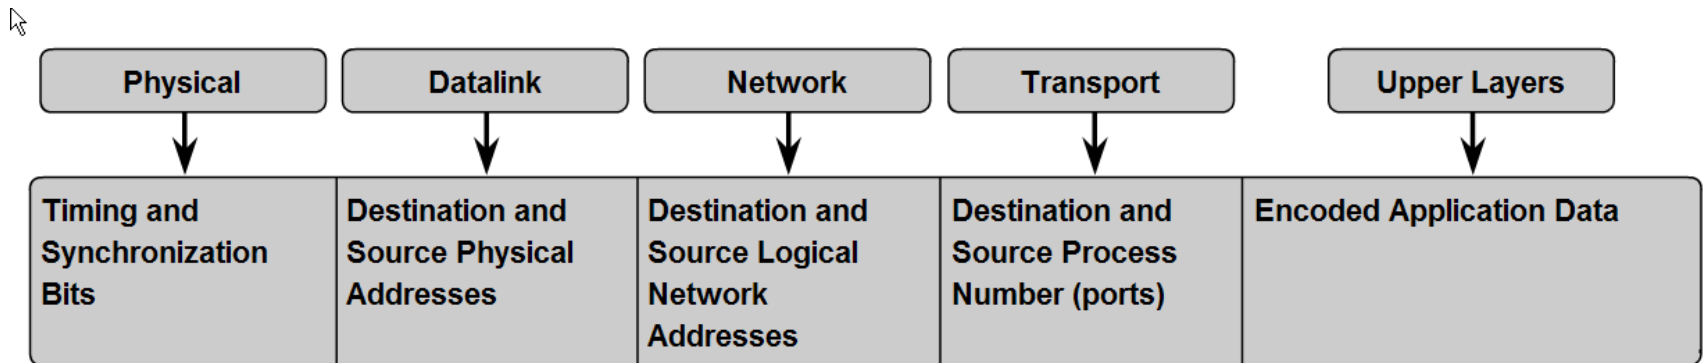 Physical
Datalink
Network
Transport
Upper Layers
Timing and
Synchronization
Bits
Destination and
Source Physical
Addresses
Destination and
Source Logical
Network
Addresses
Destination and
Source Process
Number (ports)
Encoded Application Data